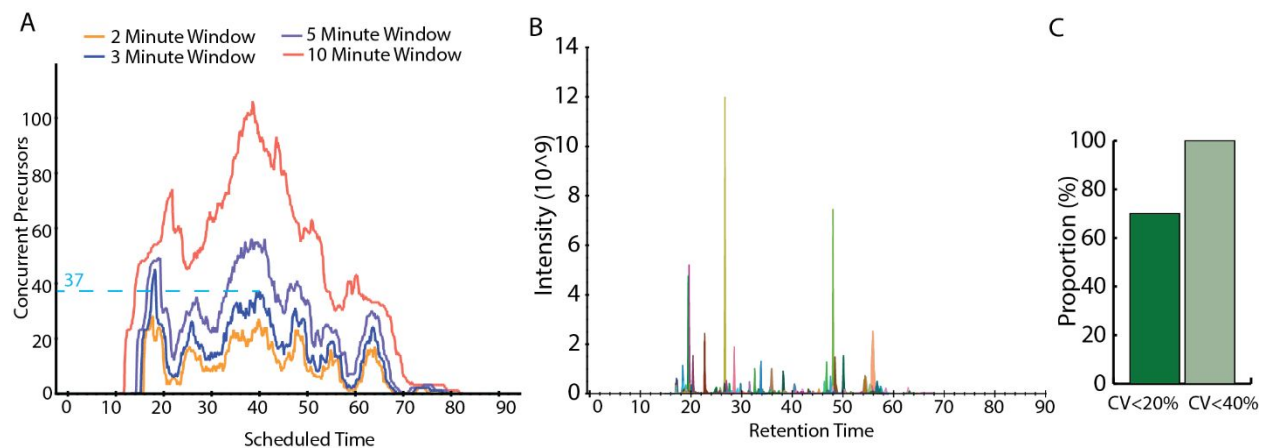 A
2 Minute Window
3 Minute Window
5 Minute Window
10 Minute Window
Concurrent Precursors
100
80
60
40
20
0
37
0 10 20 30 40 50 60 70 80 90
Scheduled Time
B
Intensity (10^9)
14
12
10
8
6
4
2
0
0 10 20 30 40 50 60 70 80 90
Retention Time
C
Proportion (%)
100
80
60
40
20
0
CV<20% CV<40%